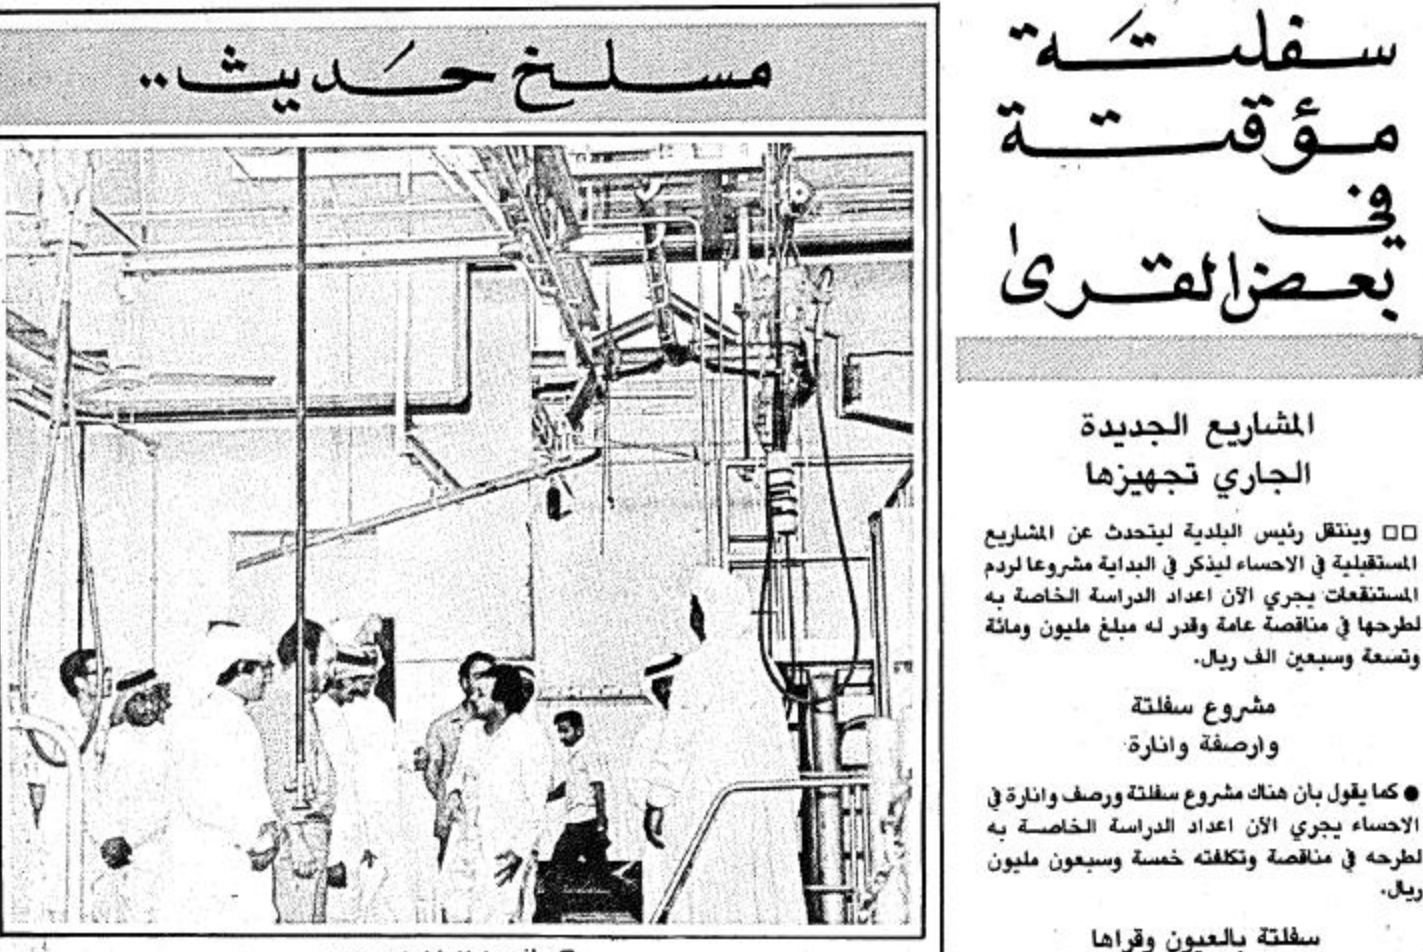 سفلتة
مؤقتة
في
بعض القرى
المشاريع الجديدة
الجاري تجهيزها
□□ وينتقل رئيس البلدية ليتحدث عن المشاريع
المستقبلية في الاحساء ليذكر في البداية مشروعا لردم
المستنقعات يجري الآن اعداد الدراسة الخاصة به
لطرحها في مناقصة عامة وقدر له مبلغ مليون ومائة
وتسعة وسبعين الف ريال.
مشروع سفلتة
وارصفة وانارة
● كما يقول بان هناك مشروع سفلتة ورصف وانارة في
الاحساء يجري الآن اعداد الدراسة الخاصة به
لطرحه في مناقصة وتكلفته خمسة وسبعون مليون
ريال.
سفلتة بالعيون وقراها
مسلخ حديث..